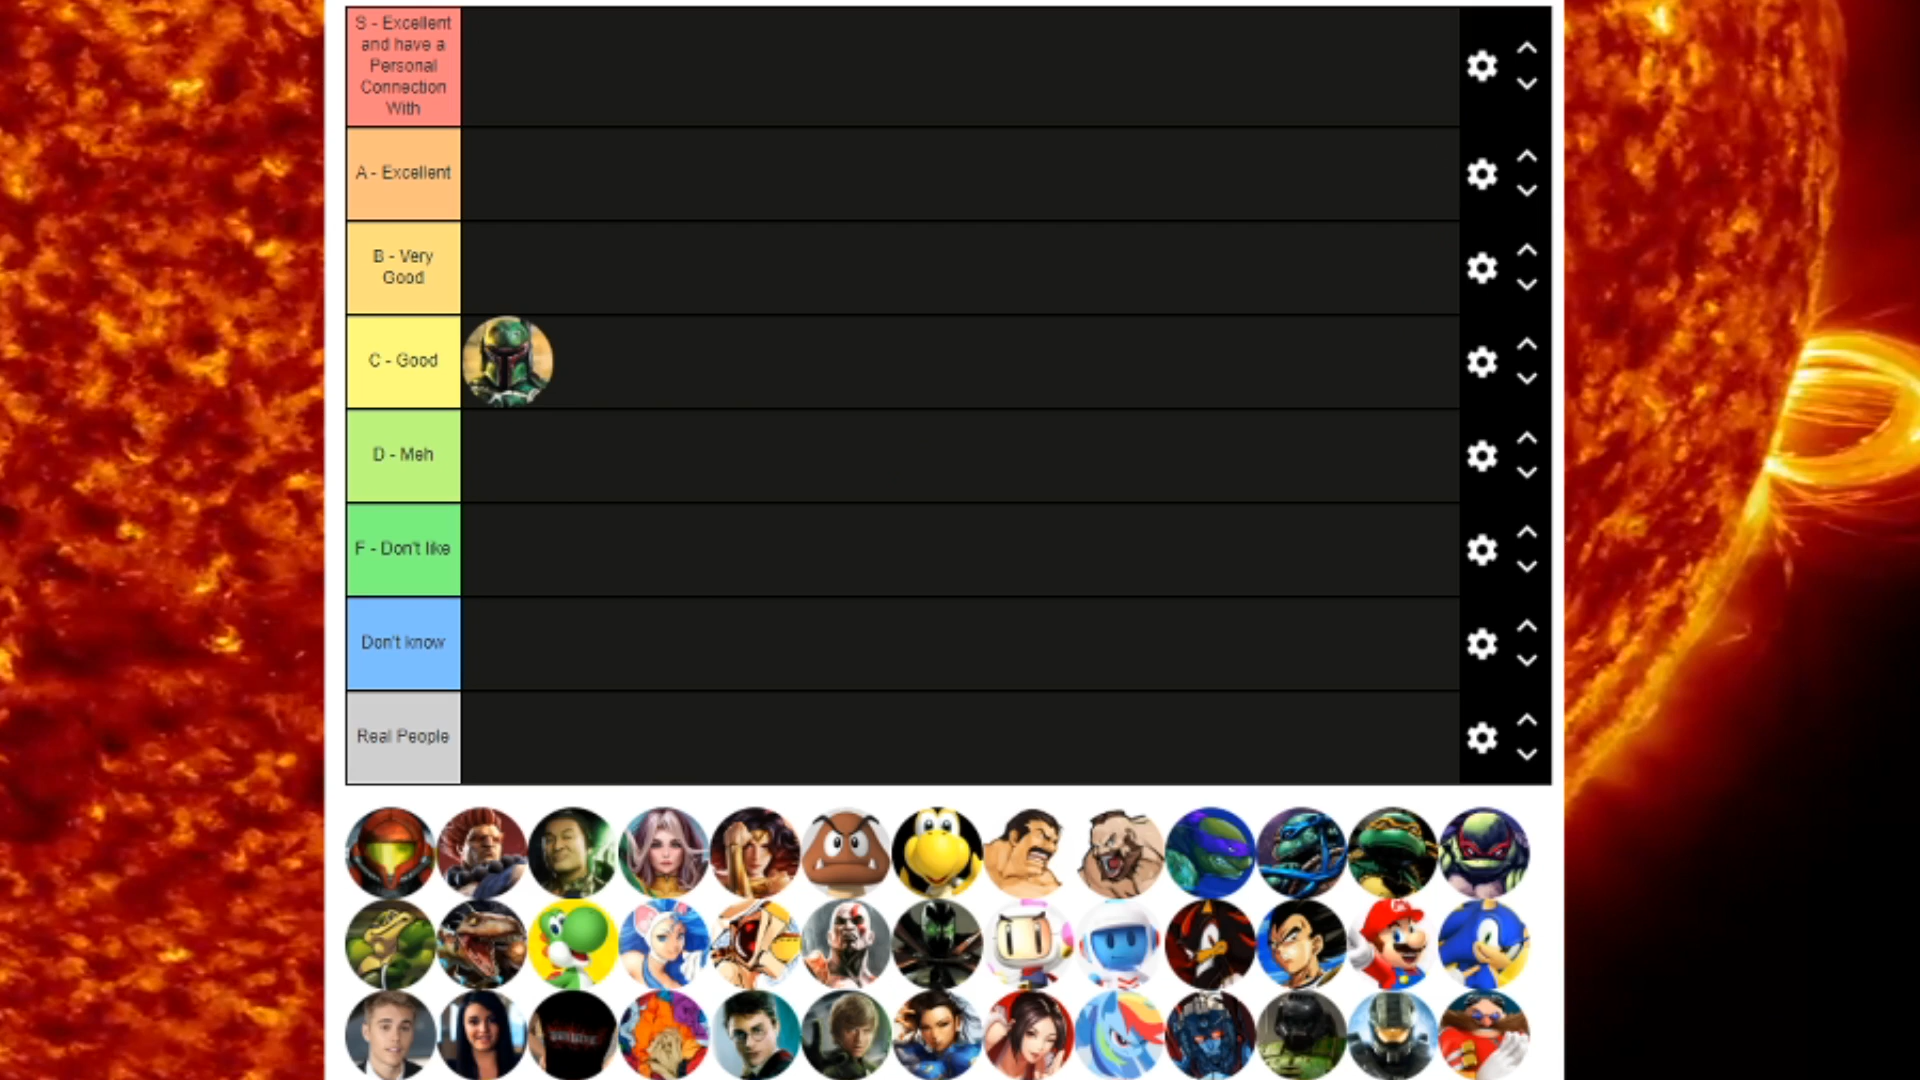 S - Excellent
and have a
Personal
Connection
With
A - Excellent
B - Very
Good
C - Good
D - Meh
F - Don't like
Don't know
Real People